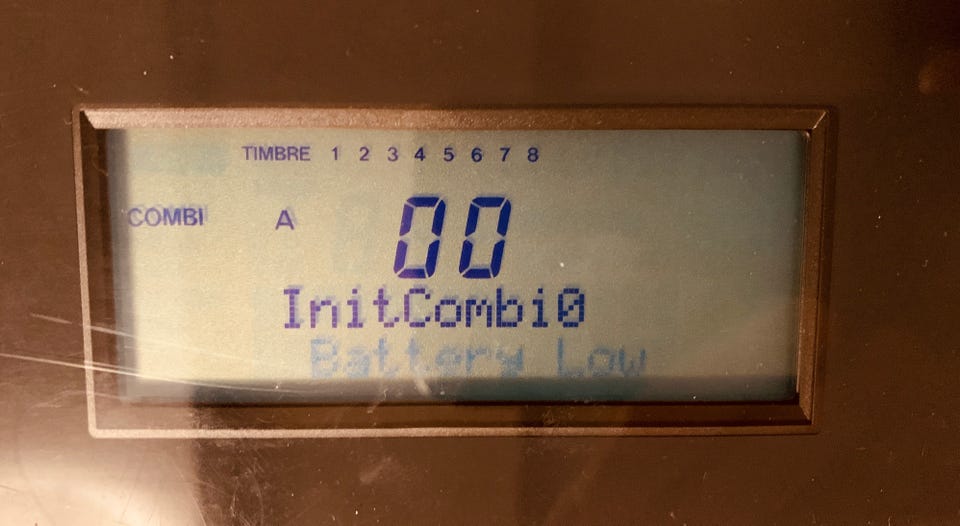 TIMBRE 1 2 3 4 5 6 7 8
COMBI A 00
InitCombi0
Battery Low